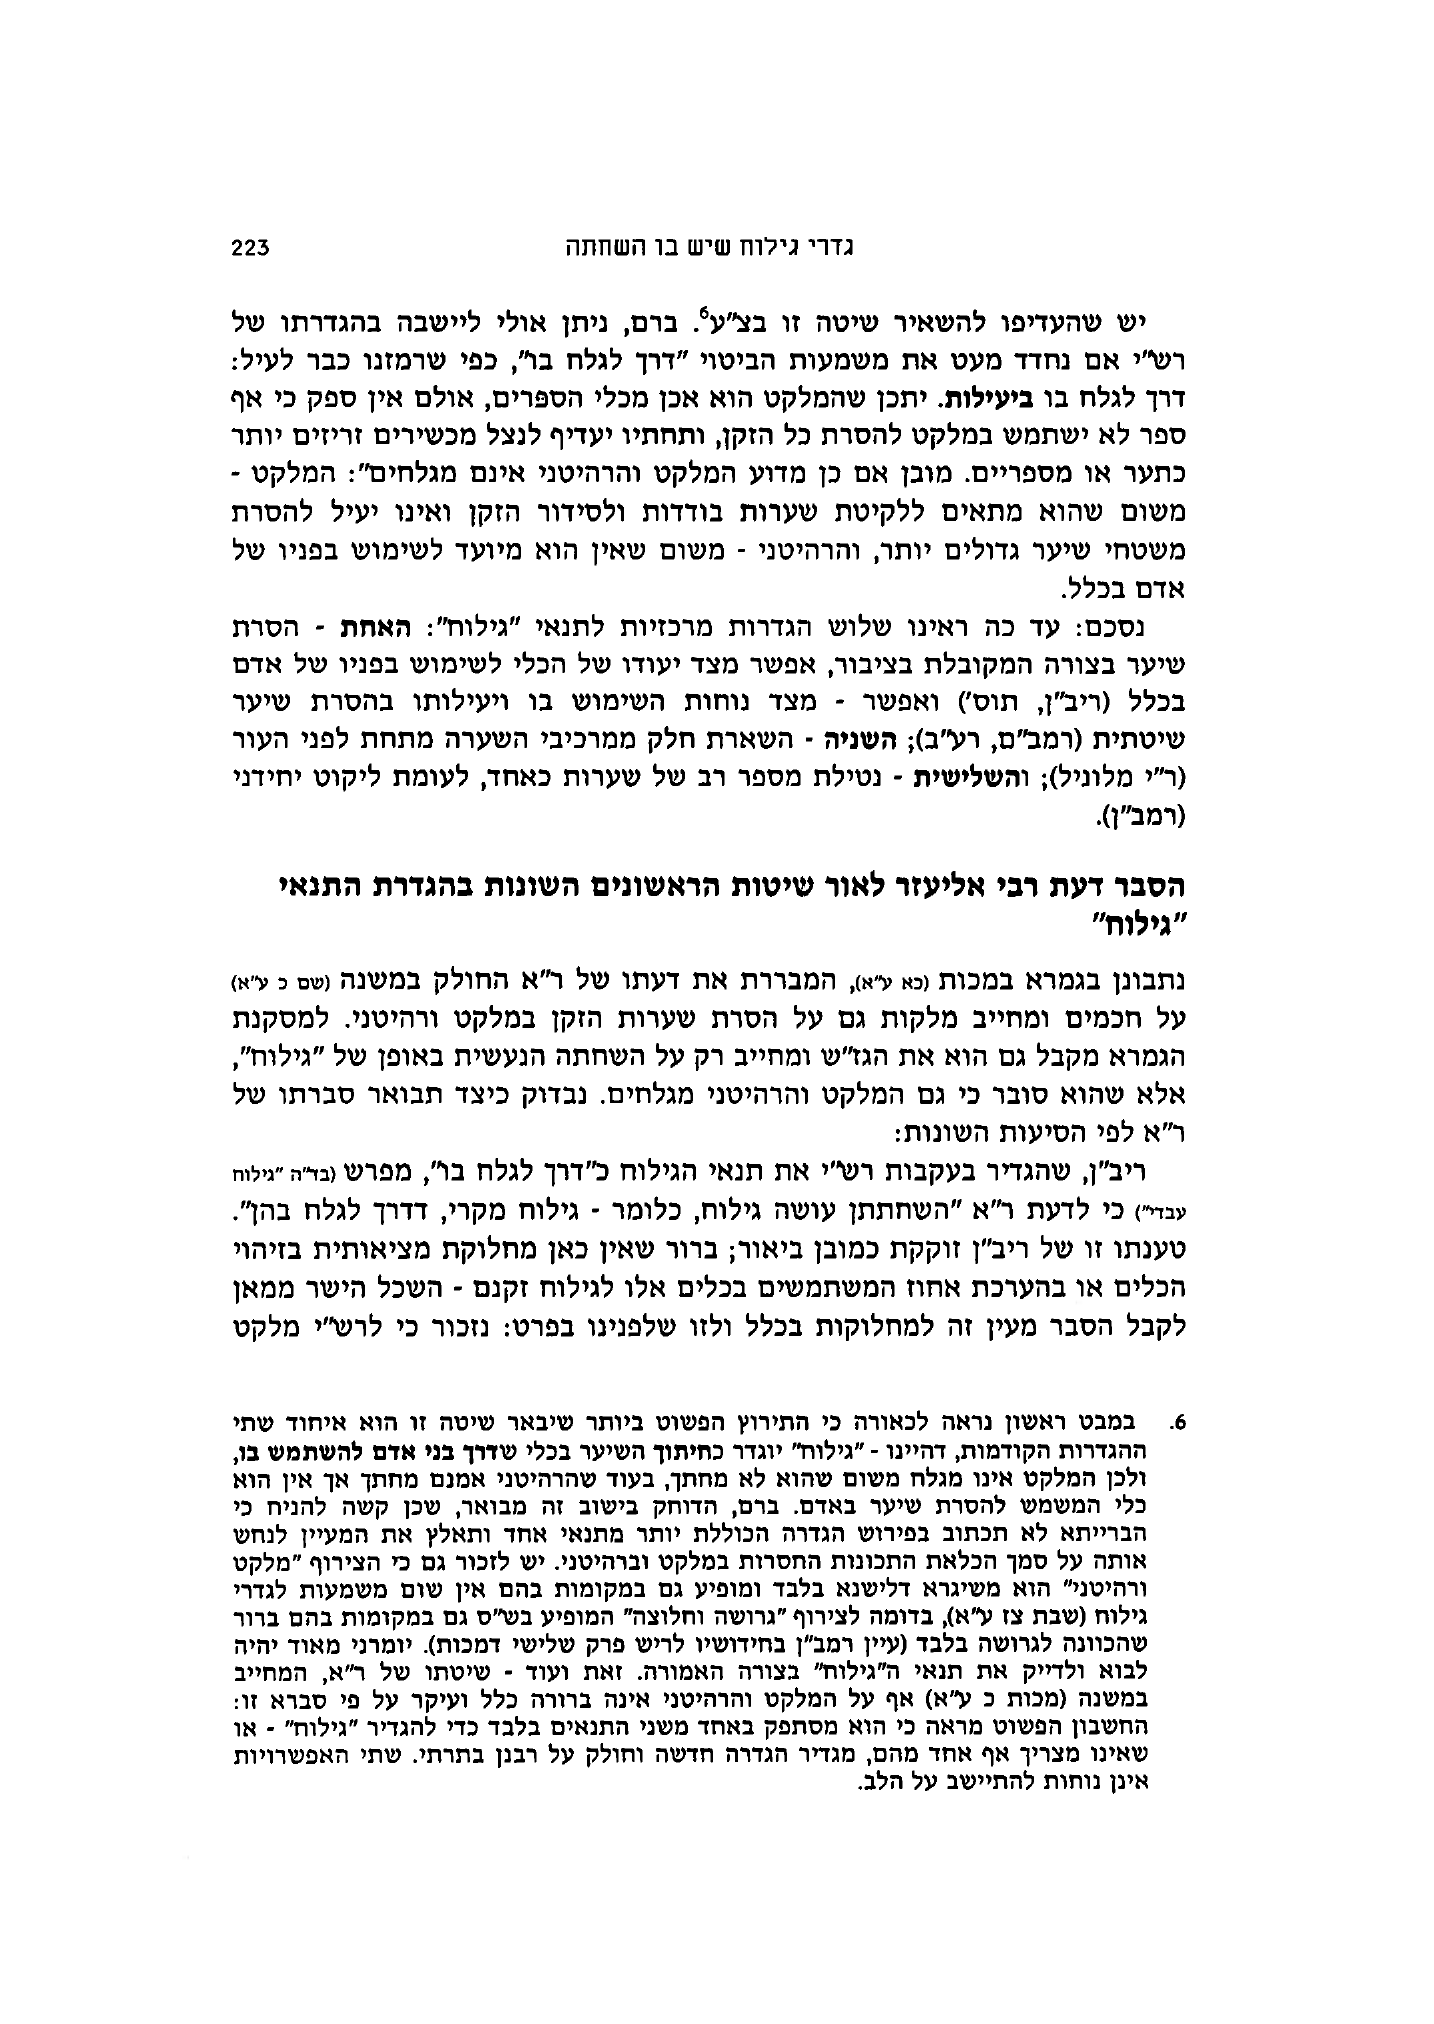 גדרי גילוח שיש בו השחתה 223
יש שהעדיפו להשאיר שיטה זו בצ"ע6. ברם, ניתן אולי ליישבה בהגדרתו של
רש"י אם נחדד מעט את משמעות הביטוי "דרך לגלח בו", כפי שרמזנו כבר לעיל:
דרך לגלח בו ביעילות. יתכן שהמלקט הוא אכן מכלי הספרים, אולם אין ספק כי אף
ספר לא ישתמש במלקט להסרת כל הזקן, ותחתיו יעדיף לנצל מכשירים זריזים יותר
כתער או מספריים. מובן אם כן מדוע המלקט והרהיטני אינם מגלחים": המלקט -
משום שהוא מתאים ללקיטת שערות בודדות ולסידור הזקן ואינו יעיל להסרת
משטחי שיער גדולים יותר, והרהיטני - משום שאין הוא מיועד לשימוש בפניו של
אדם בכלל.
נסכם: עד כה ראינו שלוש הגדרות מרכזיות לתנאי "גילוח": האחת - הסרת
שיער בצורה המקובלת בציבור, אפשר מצד יעודו של הכלי לשימוש בפניו של אדם
בכלל (ריב"ן, תוס') ואפשר - מצד נוחות השימוש בו ויעילותו בהסרת שיער
שיטתית (רמב"ם, רע"ב); השניה - השארת חלק ממרכיבי השערה מתחת לפני העור
(ר"י מלוניל); והשלישית - נטילת מספר רב של שערות כאחד, לעומת ליקוט יחידני
(רמב"ן).
הסבר דעת רבי אליעזר לאור שיטות הראשונים השונות בהגדרת התנאי
"גילוח"
נתבונן בגמרא במכות (כא ע"א), המבררת את דעתו של ר"א החולק במשנה (שם כ ע"א)
על חכמים ומחייב מלקות גם על הסרת שערות הזקן במלקט ורהיטני. למסקנת
הגמרא מקבל גם הוא את הגז"ש ומחייב רק על השחתה הנעשית באופן של "גילוח",
אלא שהוא סובר כי גם המלקט והרהיטני מגלחים. נבדוק כיצד תבואר סברתו של
ר"א לפי הסיעות השונות:
ריב"ן, שהגדיר בעקבות רש"י את תנאי הגילוח כ"דרך לגלח בו", מפרש (בד"ה "גילוח
עבדי") כי לדעת ר"א "השחתתן עושה גילוח, כלומר - גילוח מקרי, דדרך לגלח בהן".
טענתו זו של ריב"ן זוקקת כמובן ביאור; ברור שאין כאן מחלוקת מציאותית בזיהוי
הכלים או בהערכת אחוז המשתמשים בכלים אלו לגילוח זקנם - השכל הישר ממאן
לקבל הסבר מעין זה למחלוקות בכלל ולזו שלפנינו בפרט: נזכור כי לרש"י מלקט
6. במבט ראשון נראה לכאורה כי התירוץ הפשוט ביותר שיבאר שיטה זו הוא איחוד שתי
ההגדרות הקודמות, דהיינו - "גילוח" יוגדר כחיתוך השיער בכלי שדרך בני אדם להשתמש בו,
ולכן המלקט אינו מגלח משום שהוא לא מחתך, בעוד שהרהיטני אמנם מחתך אך אין הוא
כלי המשמש להסרת שיער באדם. ברם, הדוחק בישוב זה מבואר, שכן קשה להניח כי
הברייתא לא תכתוב בפירוש הגדרה הכוללת יותר מתנאי אחד ותאלץ את המעיין לנחש
אותה על סמך הכלאת התכונות החסרות במלקט וברהיטני. יש לזכור גם כי הצירוף "מלקט
ורהיטני" הוא משיגרא דלישנא בלבד ומופיע גם במקומות בהם אין שום משמעות לגדרי
גילוח (שבת צז ע"א), בדומה לצירוף "גרושה וחלוצה" המופיע בש"ס גם במקומות בהם ברור
שהכוונה לגרושה בלבד (עיין רמב"ן בחידושיו לריש פרק שלישי דמכות). יומרני מאוד יהיה
לבוא ולדייק את תנאי ה"גילוח" בצורה האמורה. זאת ועוד - שיטתו של ר"א, המחייב
במשנה (מכות כ ע"א) אף על המלקט והרהיטני אינה ברורה כלל ועיקר על פי סברא זו:
החשבון הפשוט מראה כי הוא מסתפק באחד משני התנאים בלבד כדי להגדיר "גילוח" - או
שאינו מצריך אף אחד מהם, מגדיר הגדרה חדשה וחולק על רבנן בתרתי. שתי האפשרויות
אינן נוחות להתיישב על הלב.